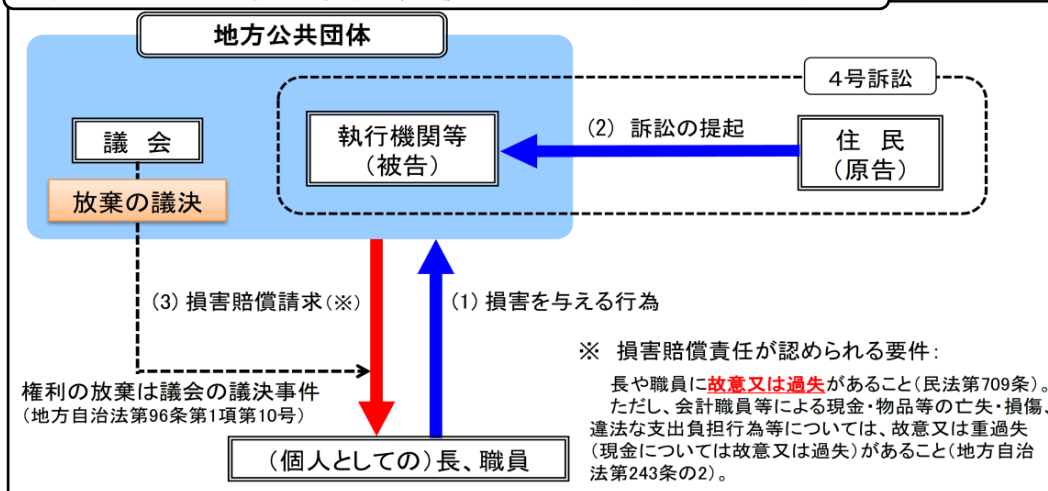 地方公共団体
4号訴訟
議 会
執行機関等
(被告)
(2) 訴訟の提起
住 民
(原告)
放棄の議決
(3) 損害賠償請求(※)
(1) 損害を与える行為
※ 損害賠償責任が認められる要件:
長や職員に故意又は過失があること(民法第709条)。
ただし、会計職員等による現金・物品等の亡失・損傷、
違法な支出負担行為等については、故意又は重過失
(現金については故意又は過失)があること(地方自治
法第243条の2)。
権利の放棄は議会の議決事件
(地方自治法第96条第1項第10号)
(個人としての)長、職員